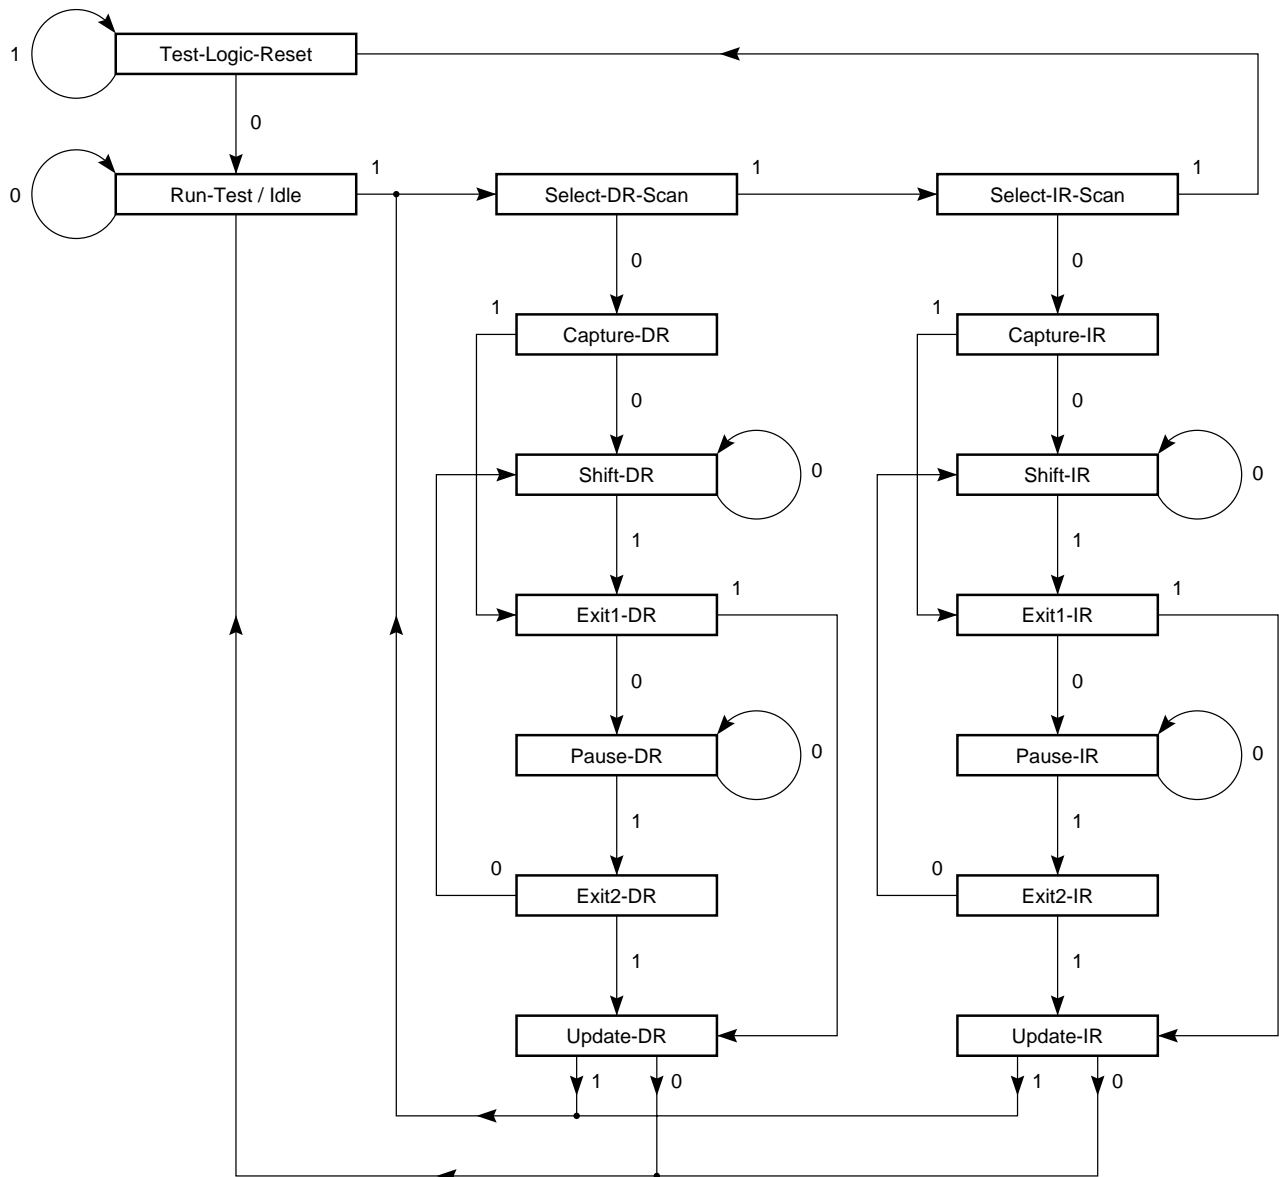 1
Test-Logic-Reset
0
0
Run-Test / Idle
1
Select-DR-Scan
1
Select-IR-Scan
1
0
0
1
Capture-DR
1
Capture-IR
0
0
Shift-DR
0
Shift-IR
0
1
1
Exit1-DR
1
Exit1-IR
1
0
0
Pause-DR
0
Pause-IR
0
1
1
0
Exit2-DR
0
Exit2-IR
1
1
Update-DR
Update-IR
1
0
1
0